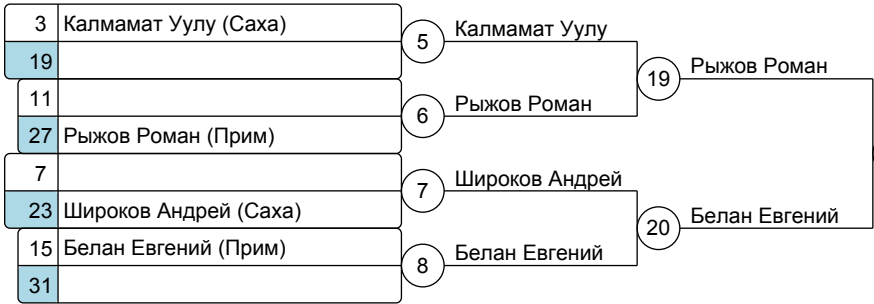 3 Калмамат Уулу (Саха)
19
5 Калмамат Уулу
11
27 Рыжов Роман (Прим)
6 Рыжов Роман
19 Рыжов Роман
7
23 Широков Андрей (Саха)
7 Широков Андрей
15 Белан Евгений (Прим)
31
8 Белан Евгений
20 Белан Евгений